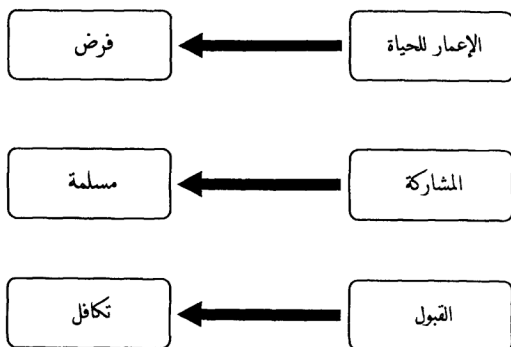 الإعمار للحياة
فرض
المشاركة
مسلمة
القبول
تكافل